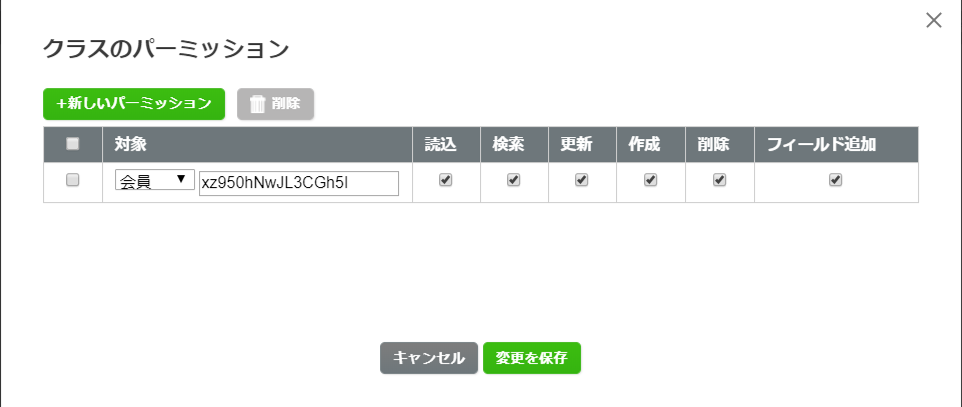 クラスのパーミッション
+新しいパーミッション 削除
対象 読込 検索 更新 作成 削除 フィールド追加
会員 xz950hNwJL3CGh5I
キャンセル 変更を保存